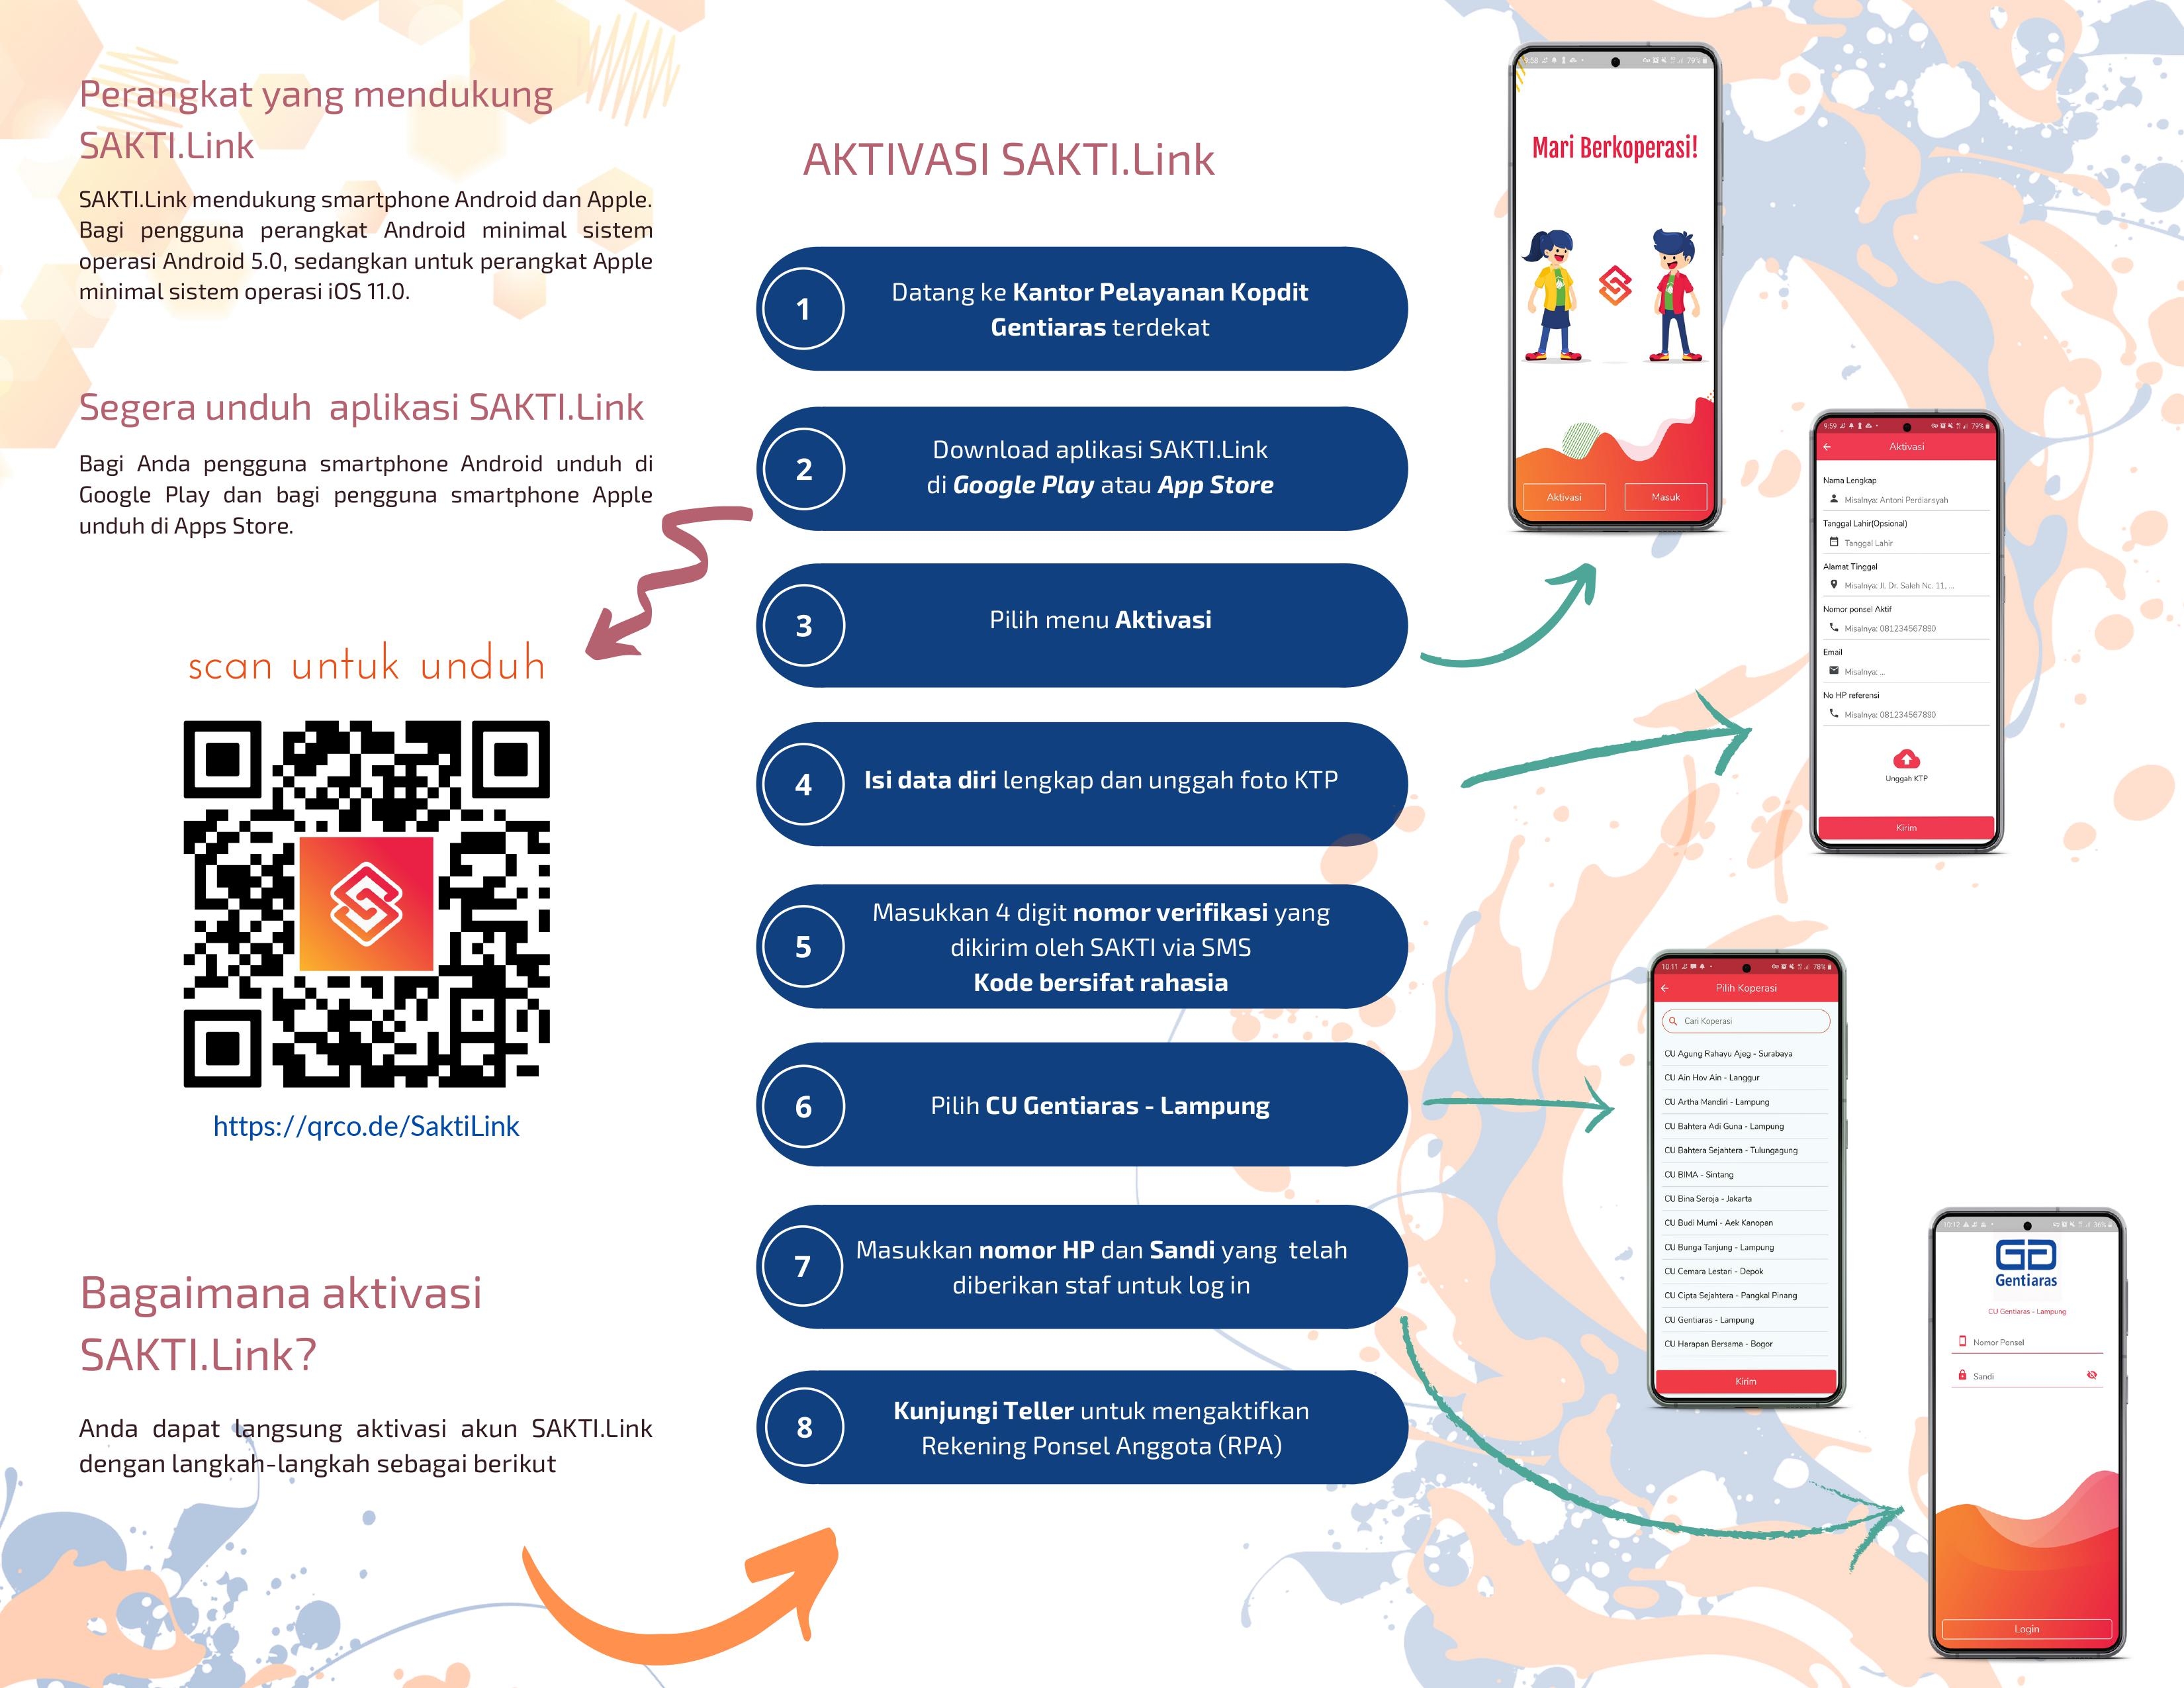 Perangkat yang mendukung
SAKTI.Link
SAKTI.Link mendukung smartphone Android dan Apple.
Bagi pengguna perangkat Android minimal sistem
operasi Android 5.0, sedangkan untuk perangkat Apple
minimal sistem operasi iOS 11.0.
Segera unduh aplikasi SAKTI.Link
Bagi Anda pengguna smartphone Android unduh di
Google Play dan bagi pengguna smartphone Apple
unduh di Apps Store.
scan untuk unduh
https://qrco.de/SaktiLink
Bagaimana aktivasi
SAKTI.Link?
Anda dapat langsung aktivasi akun SAKTI.Link
dengan langkah-langkah sebagai berikut
AKTIVASI SAKTI.Link
1
Datang ke Kantor Pelayanan Kopdit
Gentiaras terdekat
2
Download aplikasi SAKTI.Link
di Google Play atau App Store
3
Pilih menu Aktivasi
4
Isi data diri lengkap dan unggah foto KTP
5
Masukkan 4 digit nomor verifikasi yang
dikirim oleh SAKTI via SMS
Kode bersifat rahasia
6
Pilih CU Gentiaras - Lampung
7
Masukkan nomor HP dan Sandi yang telah
diberikan staf untuk log in
8
Kunjungi Teller untuk mengaktifkan
Rekening Ponsel Anggota (RPA)
9:58 79%
Mari Berkoperasi!
Aktivasi Masuk
9:59 79%
Aktivasi
Nama Lengkap
Misalnya: Antoni Perdiarsyah
Tanggal Lahir(Opsional)
Tanggal Lahir
Alamat Tinggal
Misalnya: Jl. Dr. Saleh No. 11, ...
Nomor ponsel Aktif
Misalnya: 081234567890
Email
Misalnya: ...
No HP referensi
Misalnya: 081234567890
Unggah KTP
Kirim
10:11 78%
Pilih Koperasi
Cari Koperasi
CU Agung Rahayu Ajeg - Surabaya
CU Ain Hov Ain - Langgur
CU Artha Mandiri - Lampung
CU Bahtera Adi Guna - Lampung
CU Bahtera Sejahtera - Tulungagung
CU BIMA - Sintang
CU Bina Seroja - Jakarta
CU Budi Murni - Aek Kanopan
CU Bunga Tanjung - Lampung
CU Cemara Lestari - Depok
CU Cipta Sejahtera - Pangkal Pinang
CU Gentiaras - Lampung
CU Harapan Bersama - Bogor
Kirim
10:12 36%
Gentiaras
CU Gentiaras - Lampung
Nomor Ponsel
Sandi
Login